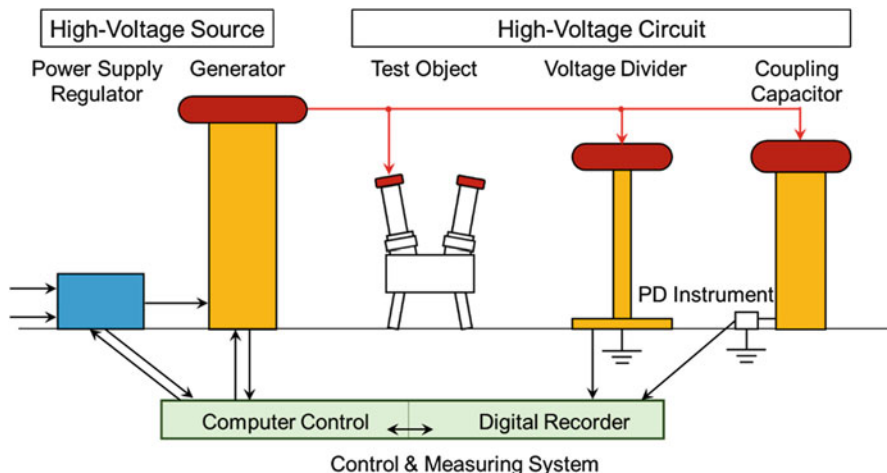 High-Voltage Source
High-Voltage Circuit
Power Supply
Regulator
Generator
Test Object
Voltage Divider
Coupling
Capacitor
PD Instrument
Computer Control
Digital Recorder
Control & Measuring System